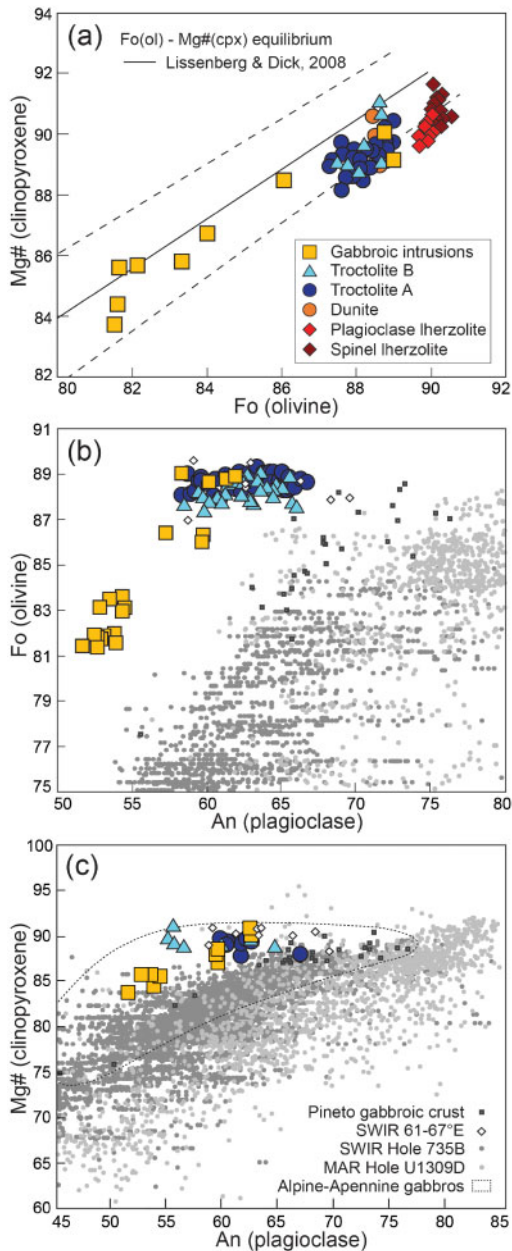 (a)
Fo(ol) - Mg#(cpx) equilibrium
Lissenberg & Dick, 2008
Mg# (clinopyroxene)
92
90
88
86
84
82
Gabbroic intrusions
Troctolite B
Troctolite A
Dunite
Plagioclase lherzolite
Spinel lherzolite
80 82 84 86 88 90 92
Fo (olivine)
(b)
Fo (olivine)
91
89
87
85
83
81
79
77
75
50 55 60 65 70 75 80
An (plagioclase)
(c)
Mg# (clinopyroxene)
100
95
90
85
80
75
70
65
60
Pineto gabbroic crust
SWIR 61-67°E
SWIR Hole 735B
MAR Hole U1309D
Alpine-Apennine gabbros
45 50 55 60 65 70 75 80 85
An (plagioclase)